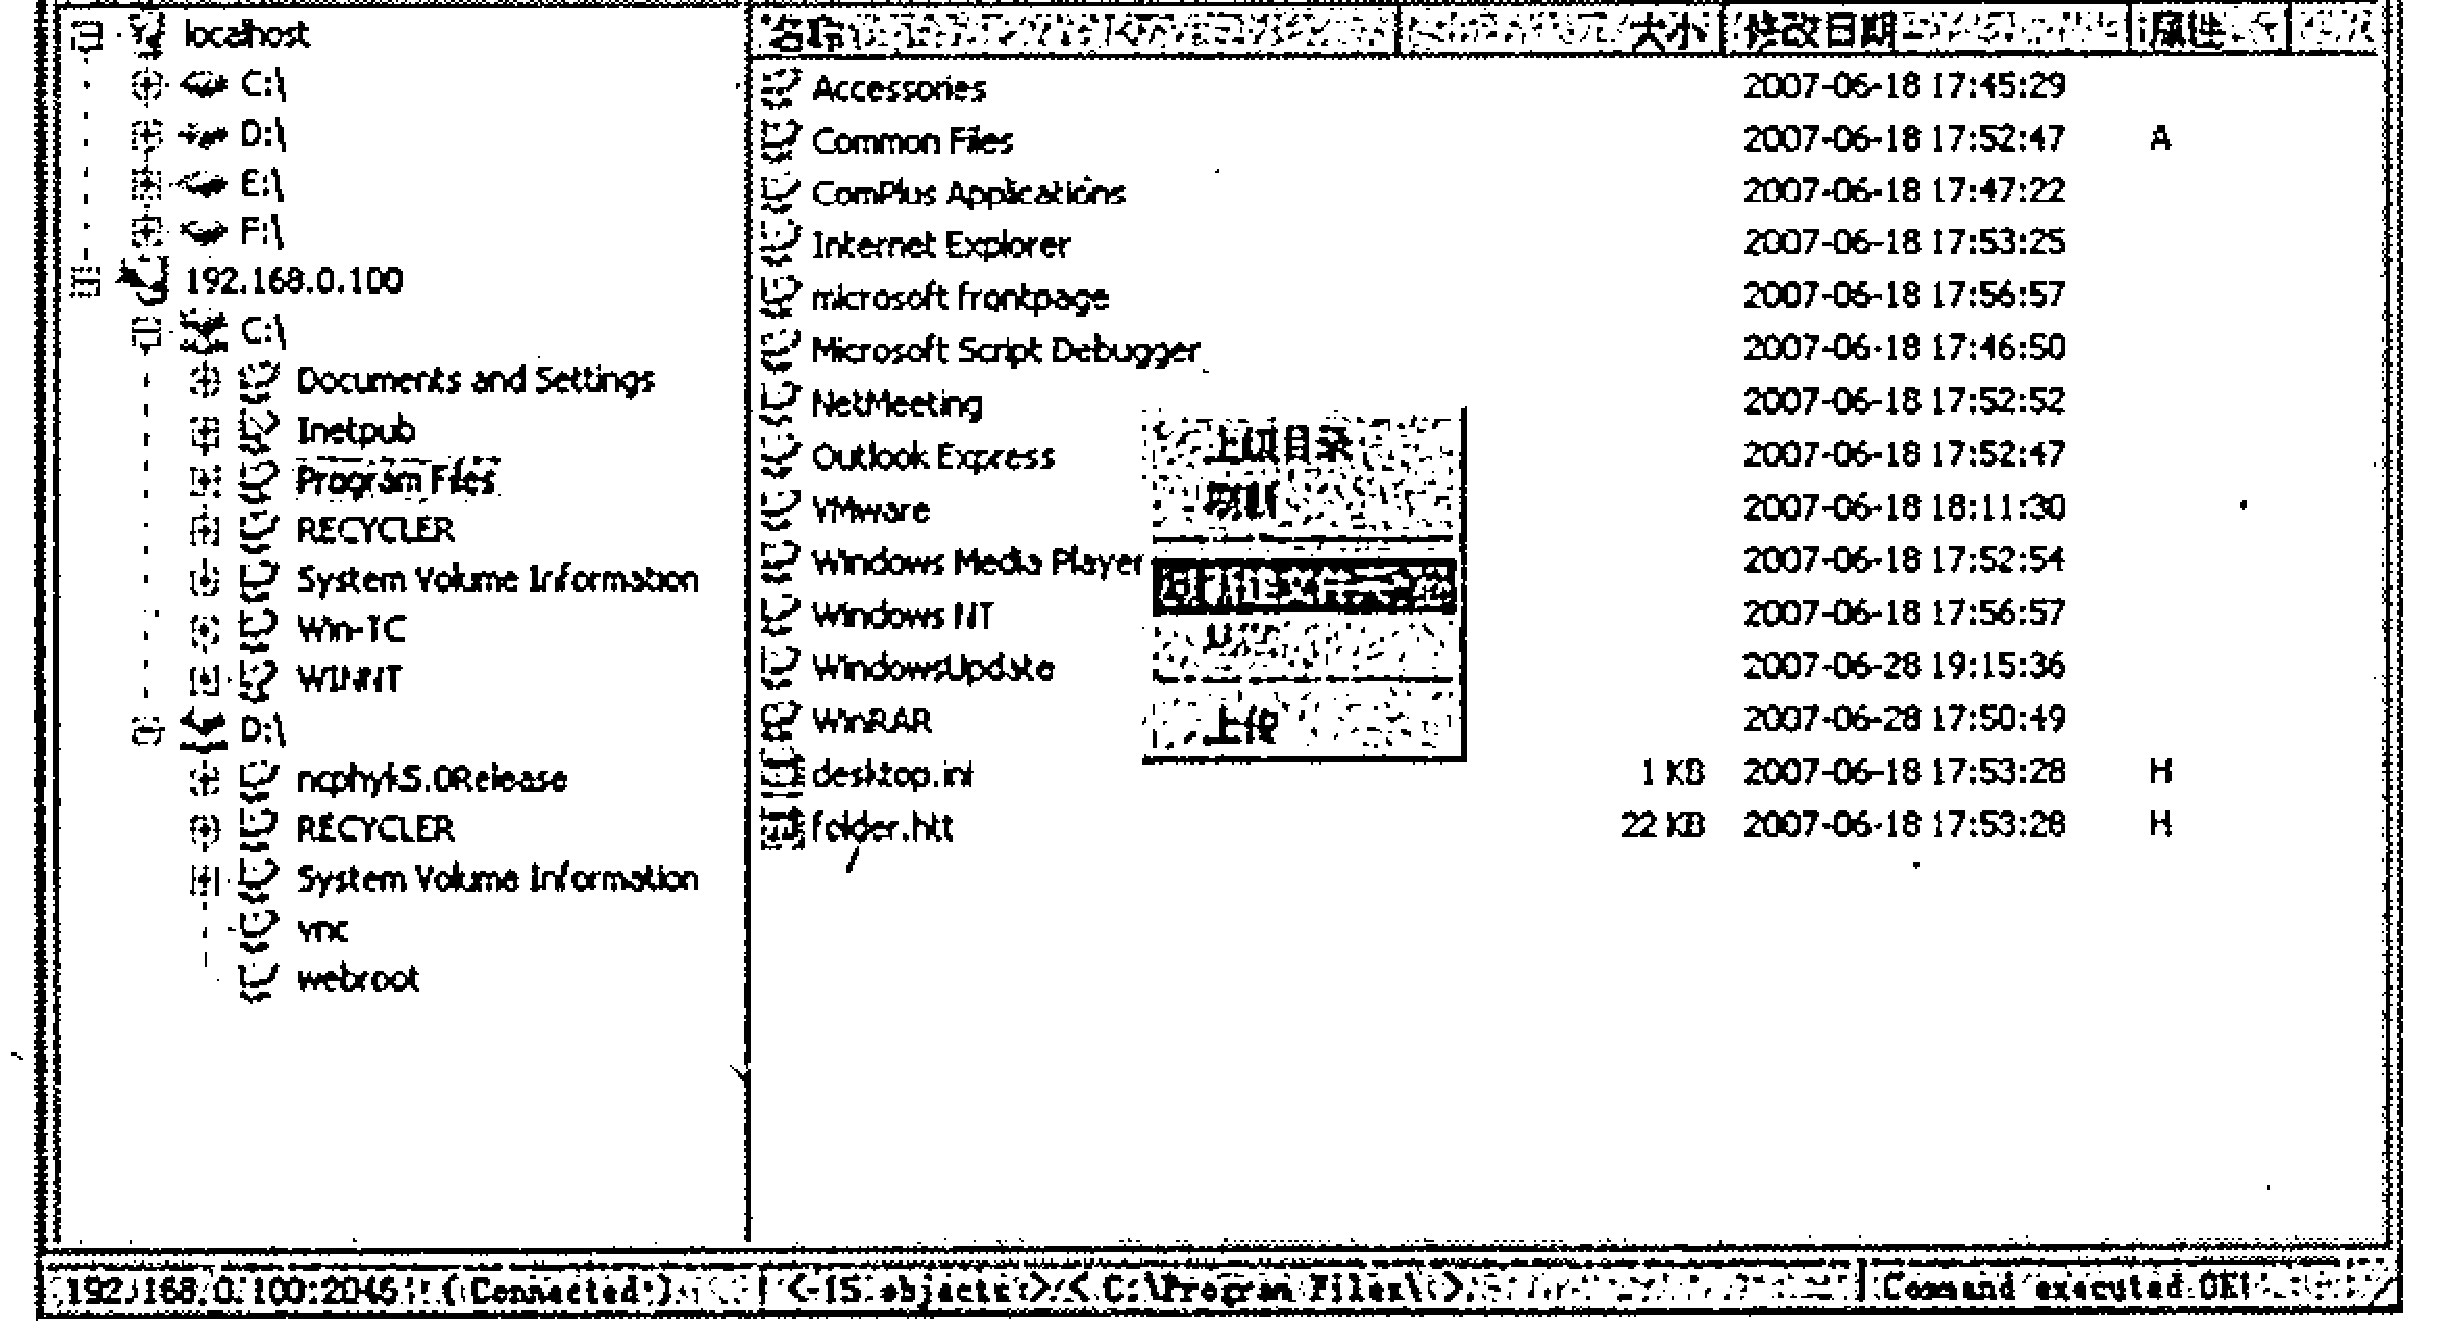 localhost
C:\
D:\
E:\
F:\
192.168.0.100
C:\
Documents and Settings
Inetpub
Program Files
RECYCLER
System Volume Information
Win-TC
WINNT
D:\
ncphyk5.0Release
RECYCLER
System Volume Information
vnc
webroot
名称 大小 修改日期 属性
Accessories 2007-06-18 17:45:29
Common Files 2007-06-18 17:52:47 A
ComPlus Applications 2007-06-18 17:47:22
Internet Explorer 2007-06-18 17:53:25
microsoft frontpage 2007-06-18 17:56:57
Microsoft Script Debugger 2007-06-18 17:46:50
NetMeeting 2007-06-18 17:52:52
Outlook Express 2007-06-18 17:52:47
VMware 2007-06-18 18:11:30
Windows Media Player 2007-06-18 17:52:54
Windows NT 2007-06-18 17:56:57
WindowsUpdate 2007-06-28 19:15:36
WinRAR 2007-06-28 17:50:49
desktop.ini 1 KB 2007-06-18 17:53:28 H
folder.htt 22 KB 2007-06-18 17:53:28 H
上级目录
刷新
上传
192.168.0.100:2046 (Connected) < 15 objects > < C:\Program Files\ > Command executed OK!